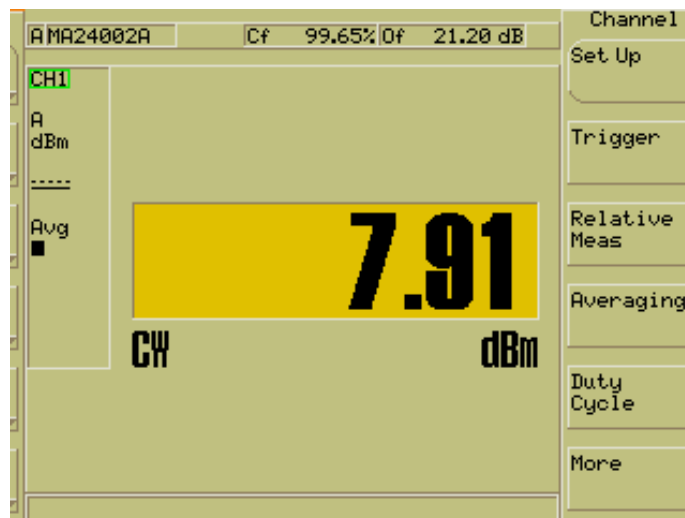 A MA24002A Cf 99.65% Of 21.20 dB
CH1
A
dBm
-----
Avg
7.91
CW dBm
Channel
Set Up
Trigger
Relative
Meas
Averaging
Duty
Cycle
More